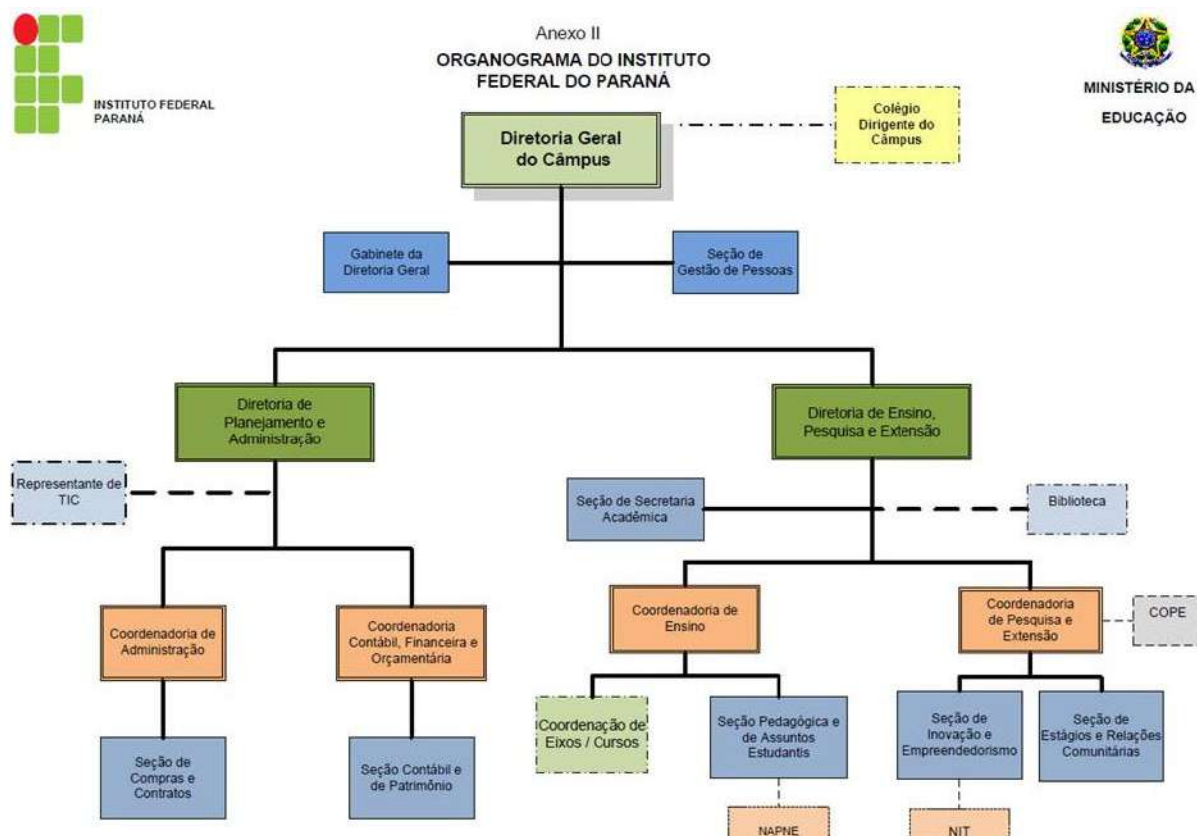 Anexo II
ORGANOGRAMA DO INSTITUTO
FEDERAL DO PARANÁ
INSTITUTO FEDERAL
PARANÁ
MINISTÉRIO DA
EDUCAÇÃO
Colégio
Dirigente do
Câmpus
Diretoria Geral
do Câmpus
Gabinete da
Diretoria Geral
Seção de
Gestão de Pessoas
Diretoria de
Planejamento e
Administração
Diretoria de Ensino,
Pesquisa e Extensão
Representante de
TIC
Seção de Secretaria
Acadêmica
Biblioteca
Coordenadoria de
Administração
Coordenadoria
Contábil, Financeira e
Orçamentária
Coordenadoria de
Ensino
Coordenadoria
de Pesquisa e
Extensão
COPE
Seção de
Compras e
Contratos
Seção Contábil e
de Patrimônio
Coordenação de
Eixos / Cursos
Seção Pedagógica e
de Assuntos
Estudantis
Seção de
Inovação e
Empreendedorismo
Seção de
Estágios e Relações
Comunitárias
NAPNE
NIT